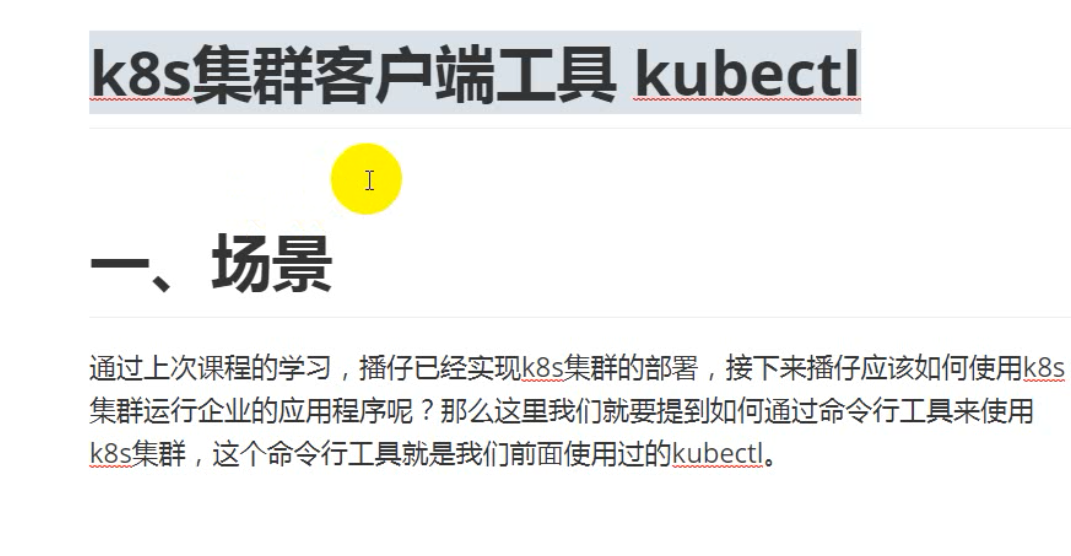 k8s集群客户端工具 kubectl
一、场景
通过上次课程的学习，播仔已经实现k8s集群的部署，接下来播仔应该如何使用k8s
集群运行企业的应用程序呢？那么这里我们就要提到如何通过命令行工具来使用
k8s集群，这个命令行工具就是我们前面使用过的kubectl。